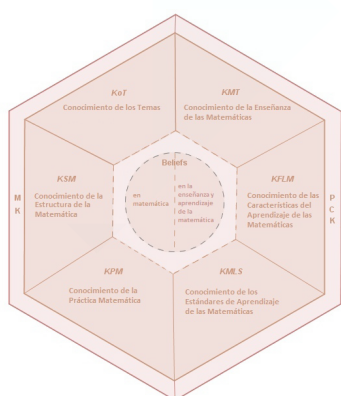 KoT
Conocimiento de los Temas
KMT
Conocimiento de la Enseñanza
de las Matemáticas
KSM
Conocimiento de la
Estructura de la
Matemática
M
K
Beliefs
en
matemática
en la
enseñanza y
aprendizaje
de la
matemática
KFLM
Conocimiento de las
Características del
Aprendizaje de las
Matemáticas
P
C
K
KPM
Conocimiento de la
Práctica Matemática
KMLS
Conocimiento de los
Estándares de Aprendizaje
de las Matemáticas